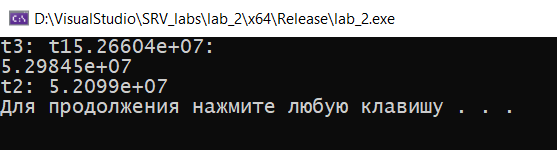 D:\VisualStudio\SRV_labs\lab_2\x64\Release\lab_2.exe
t3: t15.26604e+07:
5.29845e+07
t2: 5.2099e+07
Для продолжения нажмите любую клавишу . . .